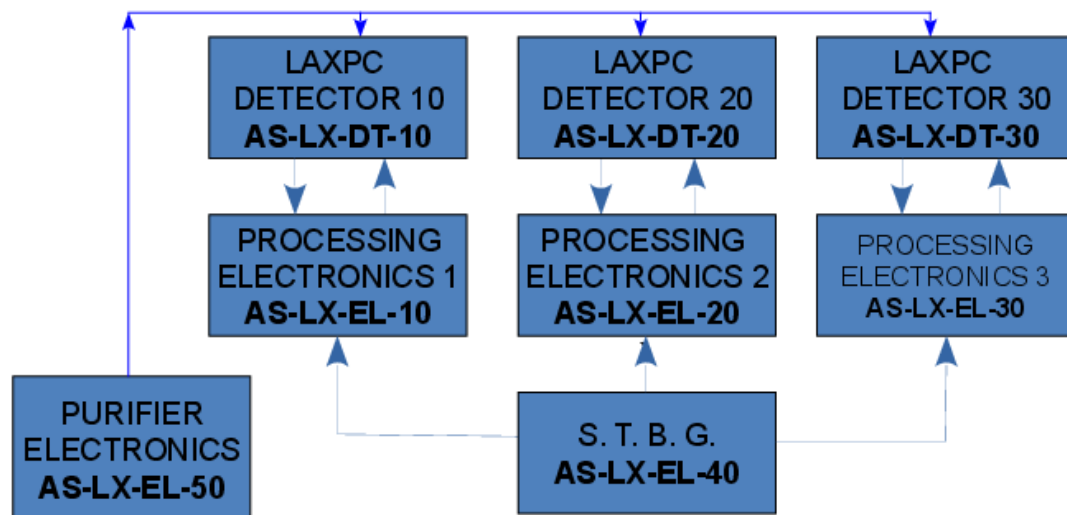 LAXPC
DETECTOR 10
AS-LX-DT-10
LAXPC
DETECTOR 20
AS-LX-DT-20
LAXPC
DETECTOR 30
AS-LX-DT-30
PROCESSING
ELECTRONICS 1
AS-LX-EL-10
PROCESSING
ELECTRONICS 2
AS-LX-EL-20
PROCESSING
ELECTRONICS 3
AS-LX-EL-30
PURIFIER
ELECTRONICS
AS-LX-EL-50
S. T. B. G.
AS-LX-EL-40